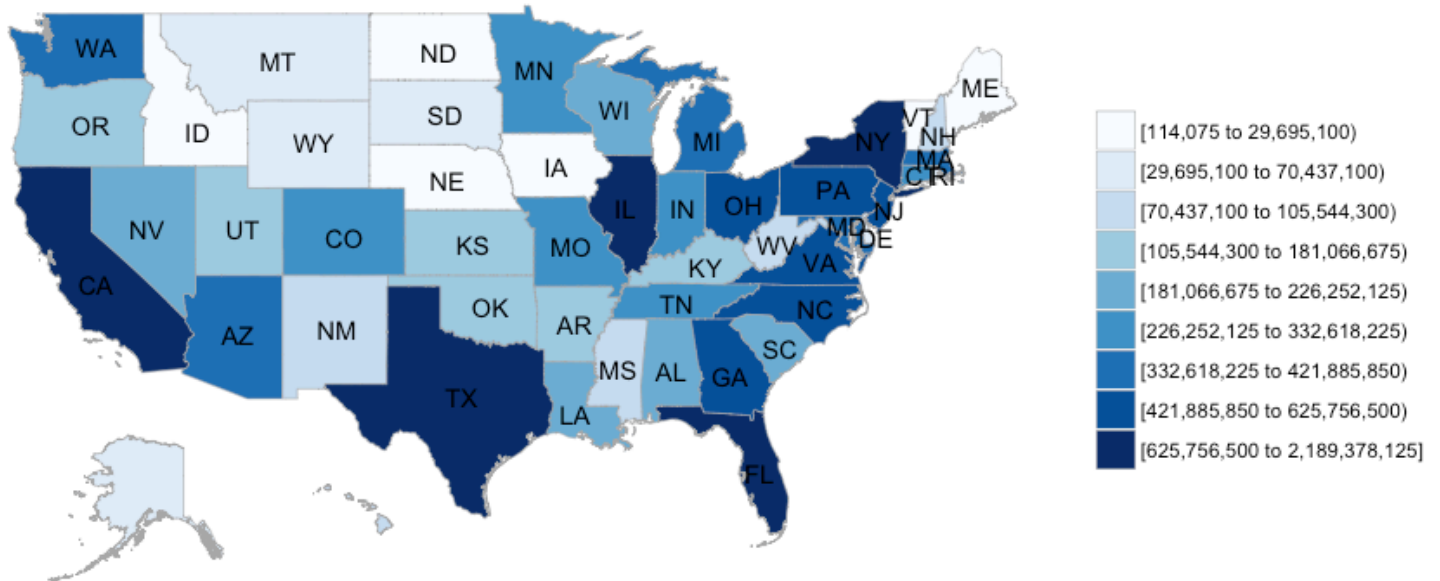 WA
MT
ND
MN
ME
OR
ID
WY
SD
WI
VT
NH
NY
MA
MI
CT
RI
NE
IA
PA
NJ
NV
UT
CO
KS
MO
IL
IN
OH
MD
DE
WV
VA
KY
CA
AZ
NM
OK
AR
TN
NC
SC
TX
LA
MS
AL
GA
FL
[114,075 to 29,695,100)
[29,695,100 to 70,437,100)
[70,437,100 to 105,544,300)
[105,544,300 to 181,066,675)
[181,066,675 to 226,252,125)
[226,252,125 to 332,618,225)
[332,618,225 to 421,885,850)
[421,885,850 to 625,756,500)
[625,756,500 to 2,189,378,125]